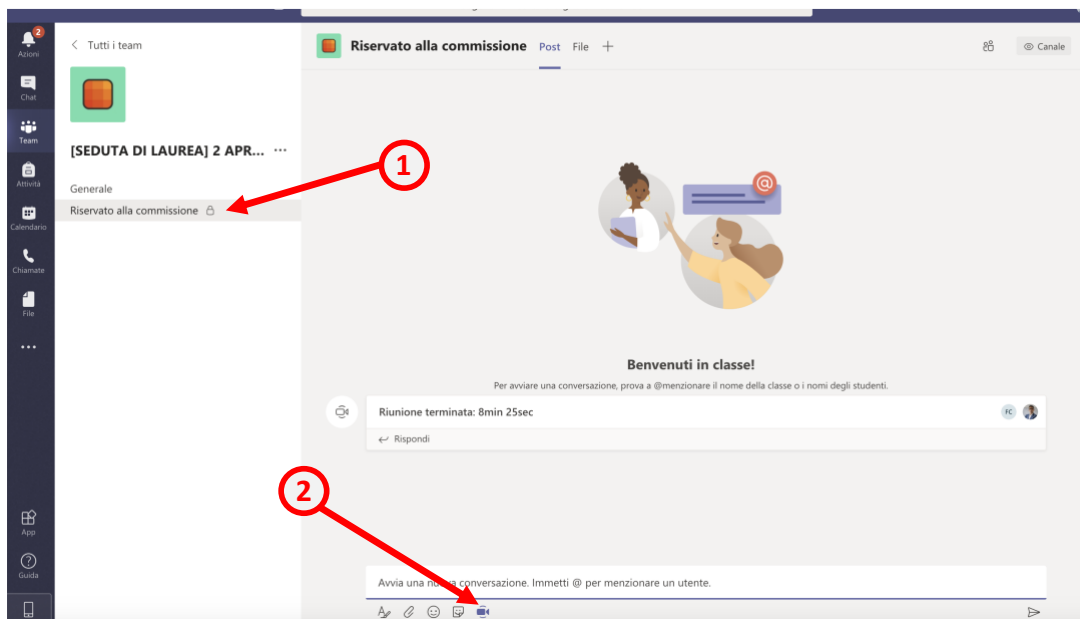 2
Azioni
Chat
Team
Attività
Calendario
Chiamate
File
App
Guida
Tutti i team
[SEDUTA DI LAUREA] 2 APR... ...
Generale
Riservato alla commissione
1
Riservato alla commissione Post File +
Canale
@
Benvenuti in classe!
Per avviare una conversazione, prova a @menzionare il nome della classe o i nomi degli studenti.
Riunione terminata: 8min 25sec
FC
Rispondi
2
Avvia una nuova conversazione. Immetti @ per menzionare un utente.